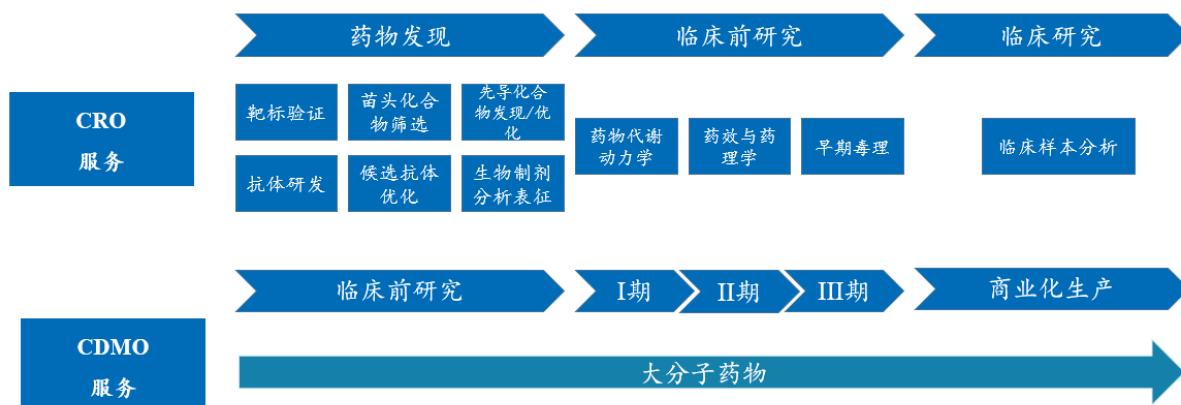 药物发现
临床前研究
临床研究
CRO
服务
靶标验证
苗头化合
物筛选
先导化合
物发现/优
化
抗体研发
候选抗体
优化
生物制剂
分析表征
药物代谢
动力学
药效与药
理学
早期毒理
临床样本分析
临床前研究
I期
II期
III期
商业化生产
CDMO
服务
大分子药物